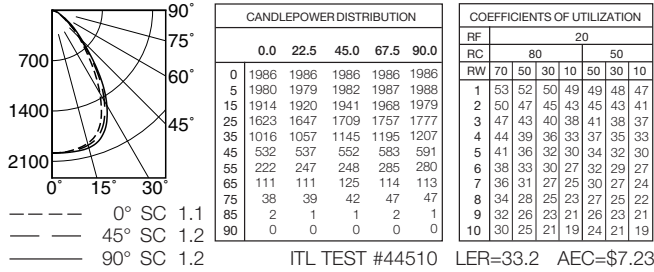 90°
75°
60°
45°
700
1400
2100
0° 15° 30°
0° SC 1.1
45° SC 1.2
90° SC 1.2
CANDLEPOWER DISTRIBUTION
0.0 22.5 45.0 67.5 90.0
0 1986 1986 1986 1986 1986
5 1980 1979 1982 1987 1988
15 1914 1920 1941 1968 1979
25 1623 1647 1709 1757 1777
35 1016 1057 1145 1195 1207
45 532 537 552 583 591
55 222 247 248 285 280
65 111 111 125 114 113
75 38 39 42 47 47
85 2 1 1 2 1
90 0 0 0 0 0
ITL TEST #44510
COEFFICIENTS OF UTILIZATION
RF 20
RC 80 50
RW 70 50 30 10 50 30 10
1 53 52 50 49 49 48 47
2 50 47 45 43 45 43 41
3 47 43 40 38 41 38 37
4 44 39 36 33 37 35 33
5 41 36 32 30 34 32 30
6 38 33 30 27 32 29 27
7 36 31 27 25 30 27 24
8 34 28 25 23 27 25 22
9 32 26 23 21 26 23 21
10 30 25 21 19 24 21 19
LER=33.2 AEC=$7.23